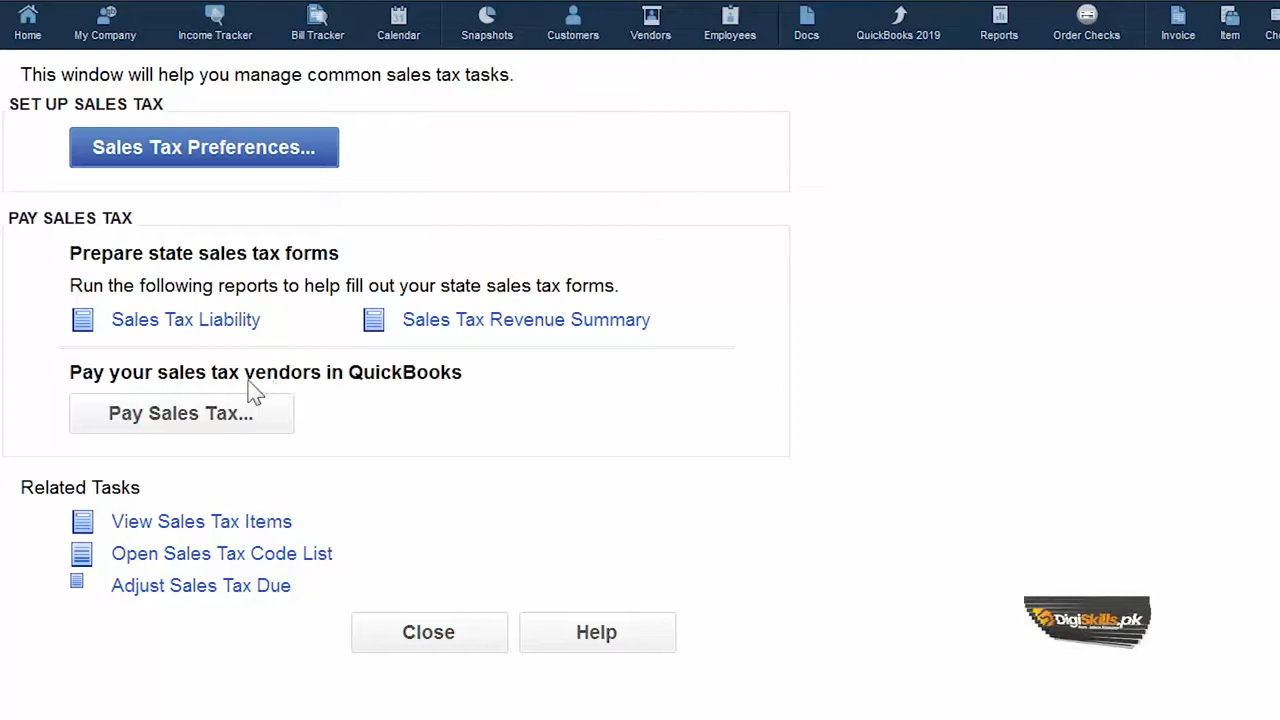 Home
My Company
Income Tracker
Bill Tracker
31
Calendar
Snapshots
Customers
Vendors
Employees
Docs
QuickBooks 2019
Reports
Order Checks
Invoice
Item
This window will help you manage common sales tax tasks.
SET UP SALES TAX
Sales Tax Preferences...
PAY SALES TAX
Prepare state sales tax forms
Run the following reports to help fill out your state sales tax forms.
Sales Tax Liability
Sales Tax Revenue Summary
Pay your sales tax vendors in QuickBooks
Pay Sales Tax...
Related Tasks
View Sales Tax Items
Open Sales Tax Code List
Adjust Sales Tax Due
Close
Help
DigiSkills.pk